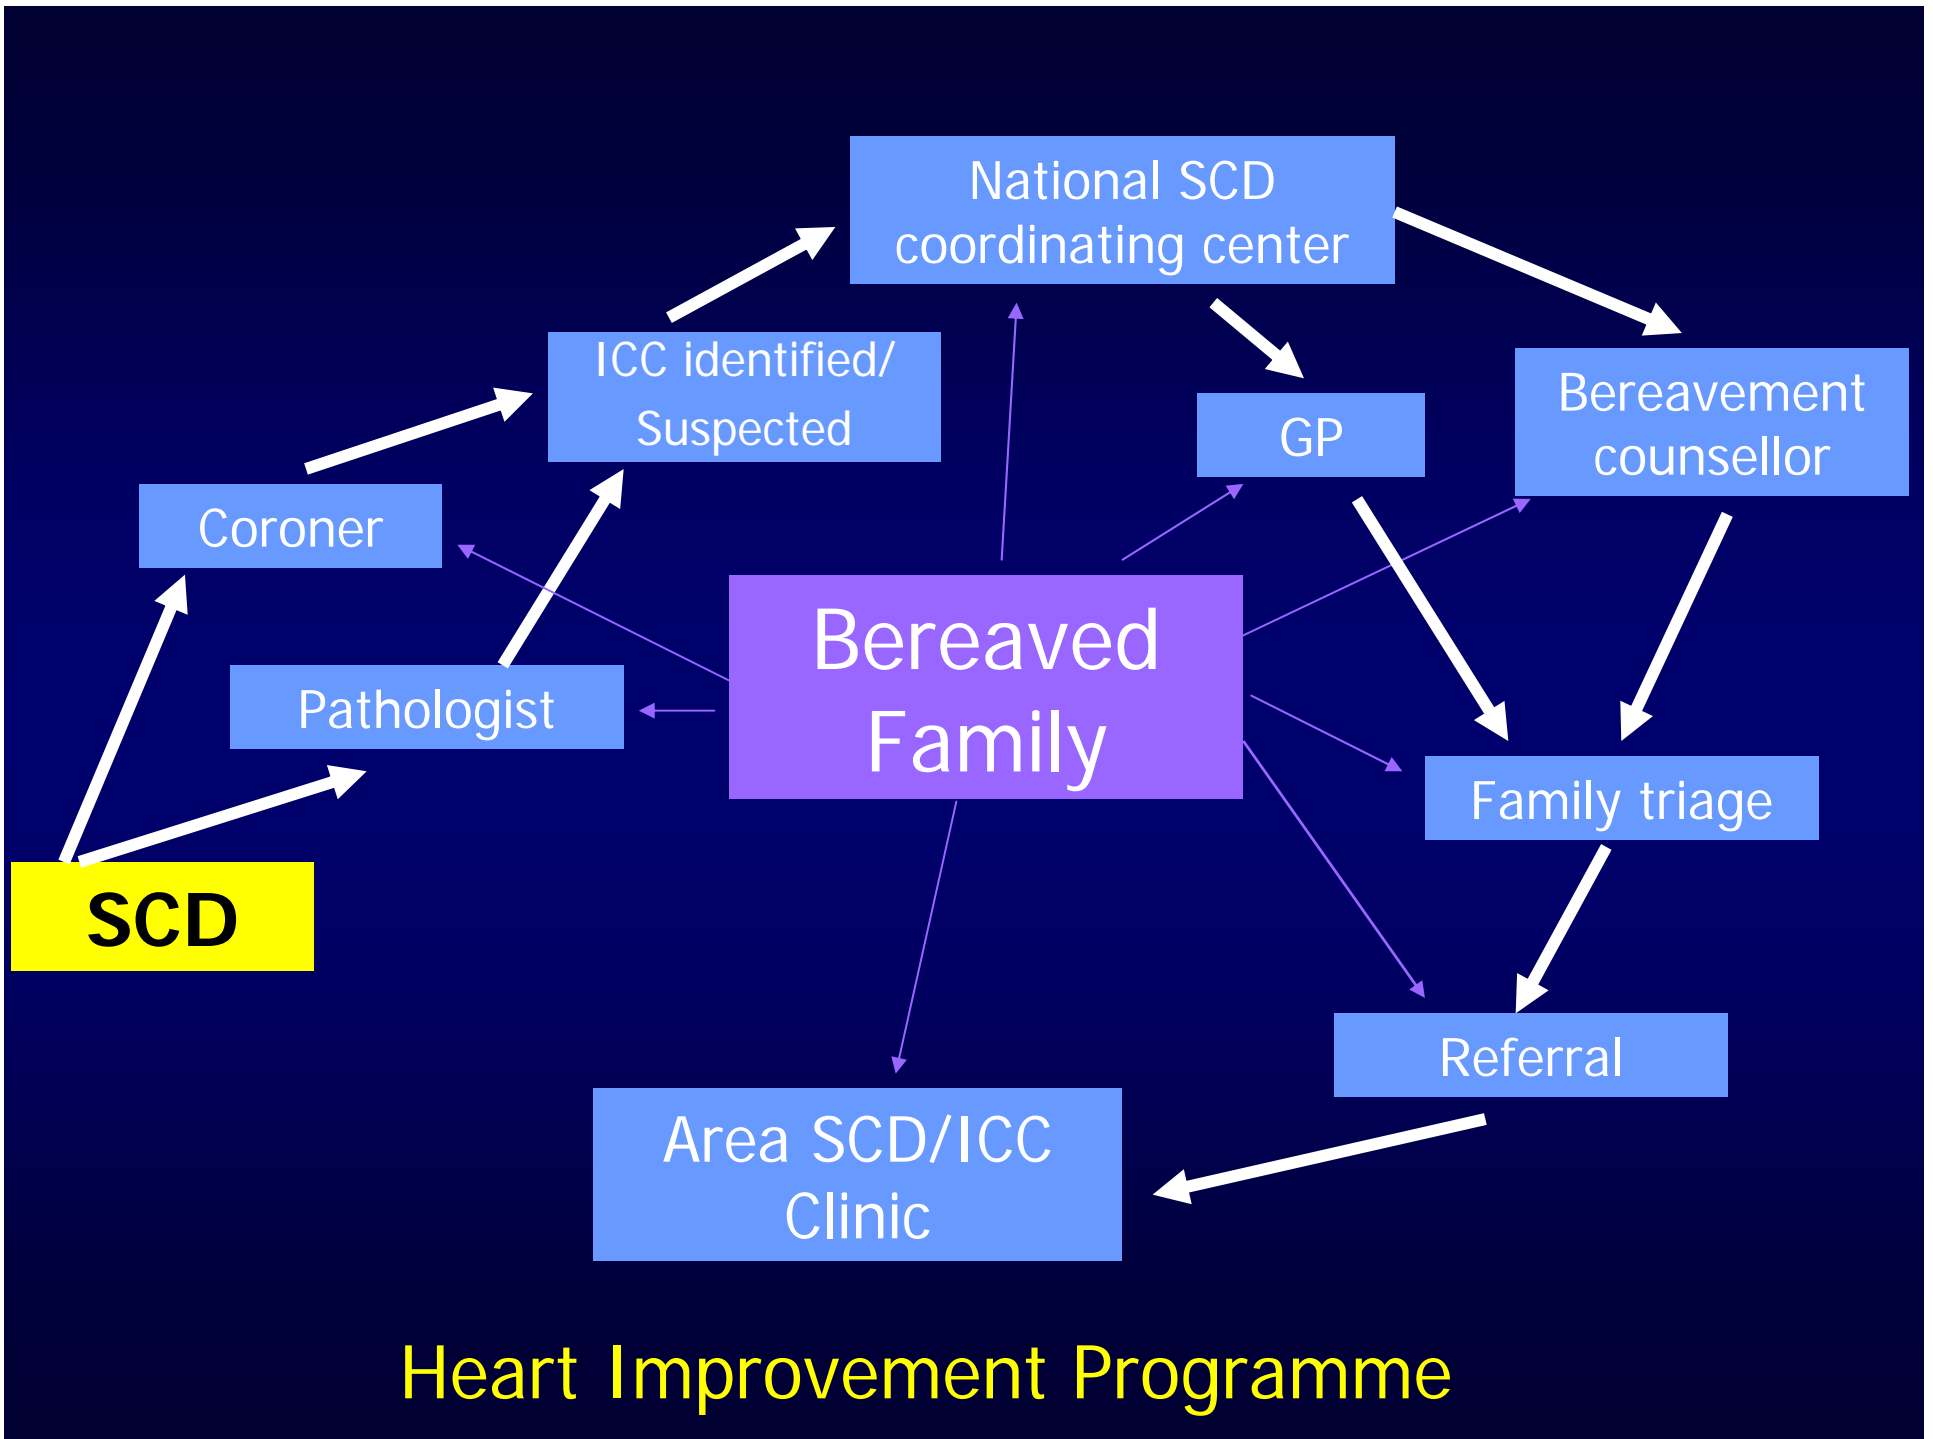 National SCD
coordinating center
ICC identified/
Suspected
GP
Bereavement
counsellor
Coroner
Bereaved
Family
Pathologist
Family triage
SCD
Referral
Area SCD/ICC
Clinic
Heart Improvement Programme